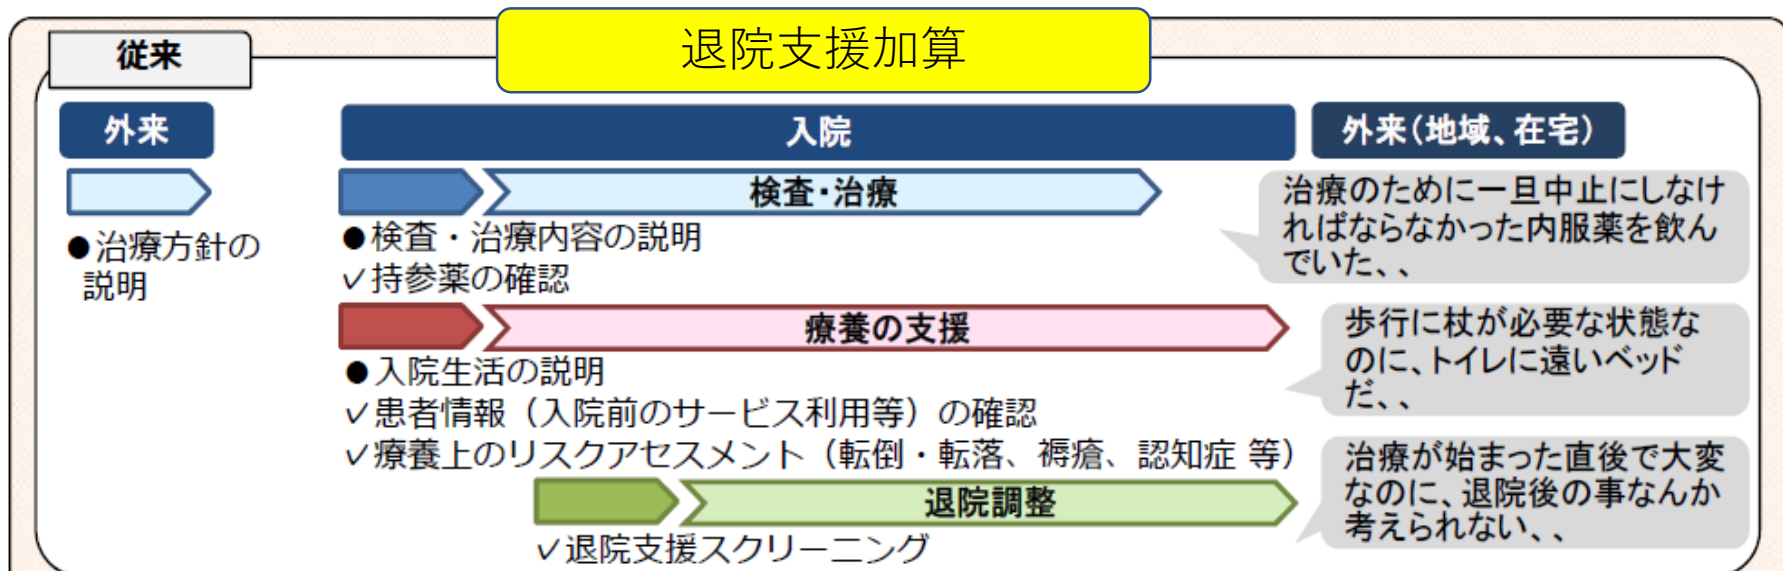 退院支援加算
従来
外来
入院
外来(地域、在宅)
●治療方針の
説明
検査・治療
●検査・治療内容の説明
✓持参薬の確認
治療のために一旦中止にしなけ
ればならなかった内服薬を飲ん
でいた、、
療養の支援
●入院生活の説明
✓患者情報（入院前のサービス利用等）の確認
✓療養上のリスクアセスメント（転倒・転落、褥瘡、認知症 等）
歩行に杖が必要な状態な
のに、トイレに遠いベッド
だ、、
退院調整
✓退院支援スクリーニング
治療が始まった直後で大変
なのに、退院後の事なんか
考えられない、、